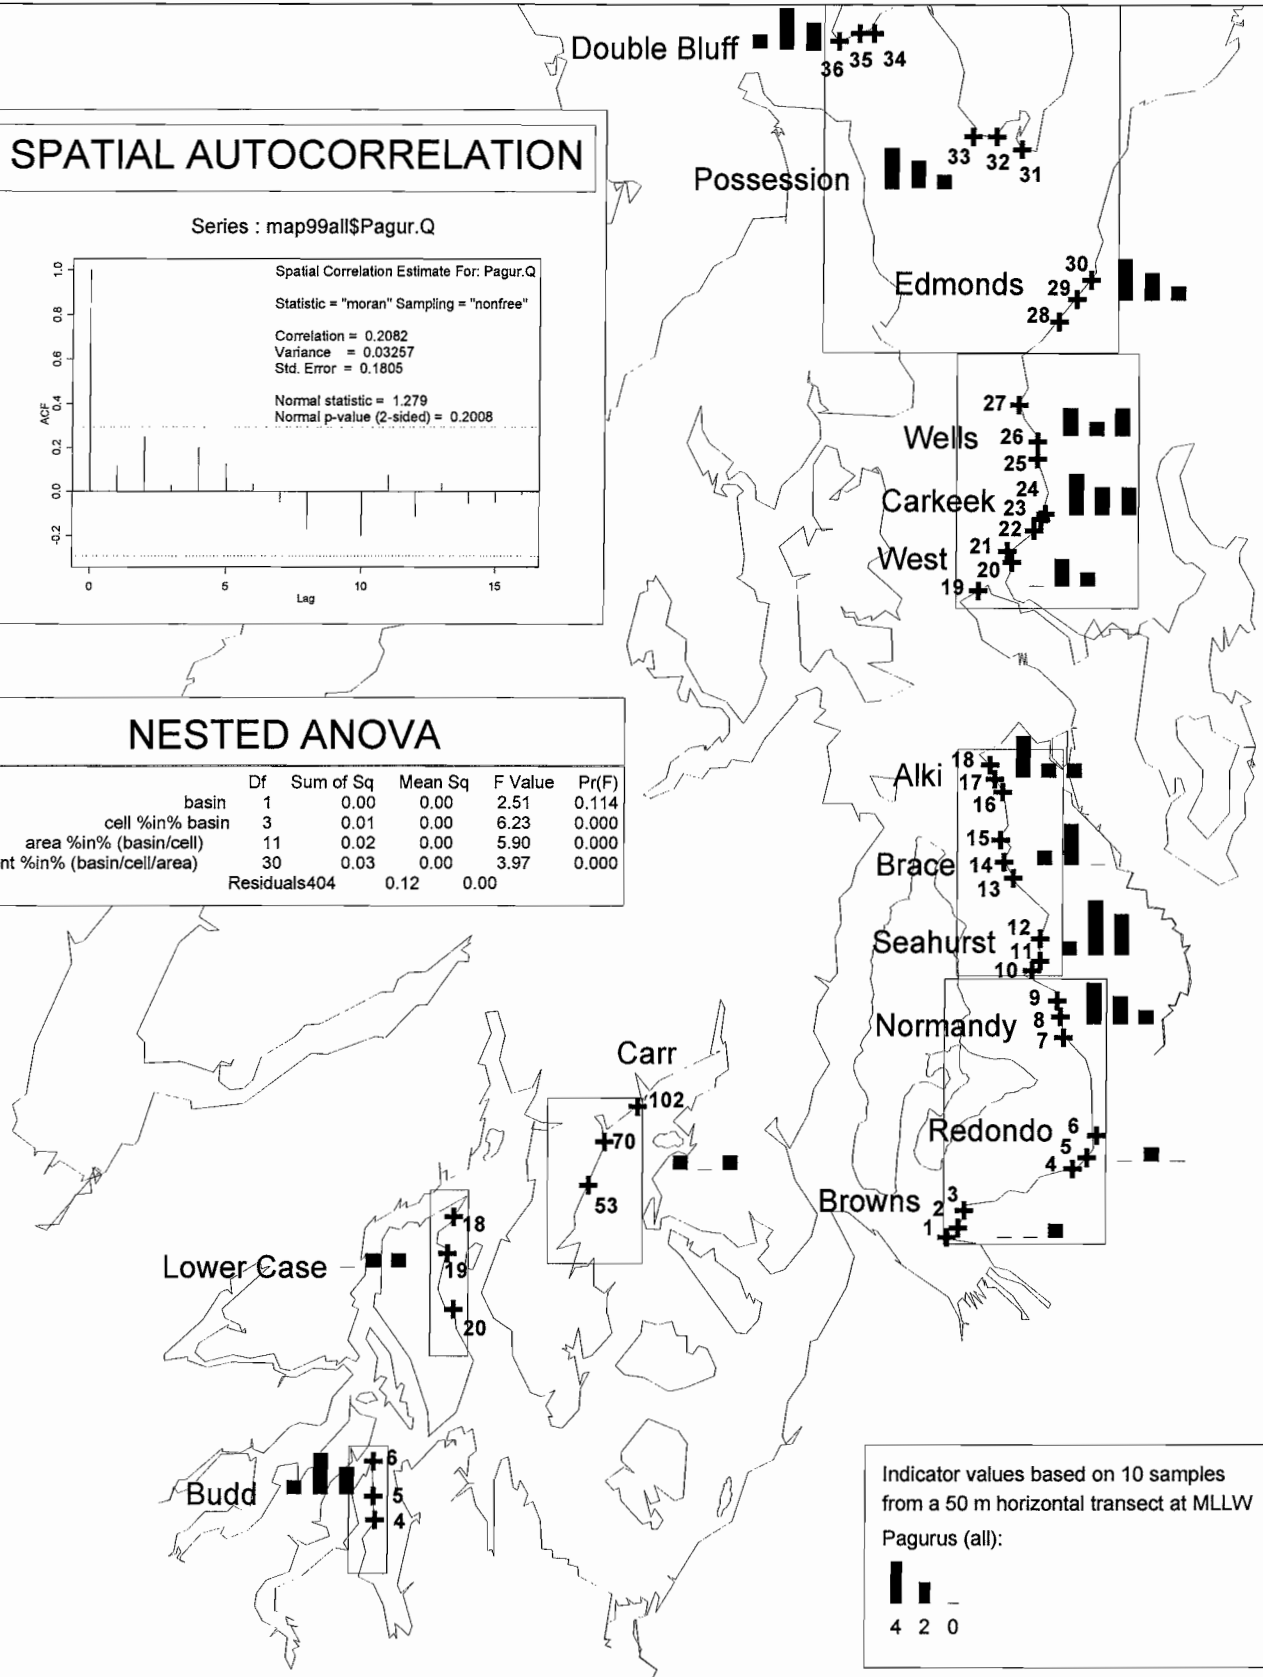 Double Bluff
36 35 34
SPATIAL AUTOCORRELATION
33 32 31
Possession
Series : map99all$Pagur.Q
Spatial Correlation Estimate For: Pagur.Q
Statistic = "moran" Sampling = "nonfree"
Correlation = 0.2082
Variance = 0.03257
Std. Error = 0.1805
Normal statistic = 1.279
Normal p-value (2-sided) = 0.2008
ACF
1.0
0.8
0.6
0.4
0.2
0.0
-0.2
0 5 10 15
Lag
Edmonds
30
29
28
27
Wells
26
25
Carkeek
24
23
22
West
21
20
19
NESTED ANOVA
Df Sum of Sq Mean Sq F Value Pr(F)
basin 1 0.00 0.00 2.51 0.114
cell %in% basin 3 0.01 0.00 6.23 0.000
area %in% (basin/cell) 11 0.02 0.00 5.90 0.000
nt %in% (basin/cell/area) 30 0.03 0.00 3.97 0.000
Residuals404 0.12 0.00
Alki
18
17
16
Brace
15
14
13
Seahurst
12
11
10
Normandy
9
8
7
Redondo
6
5
4
Browns
3
2
1
Carr
102
70
53
Lower Case
18
19
20
Budd
6
5
4
Indicator values based on 10 samples
from a 50 m horizontal transect at MLLW
Pagurus (all):
4 2 0